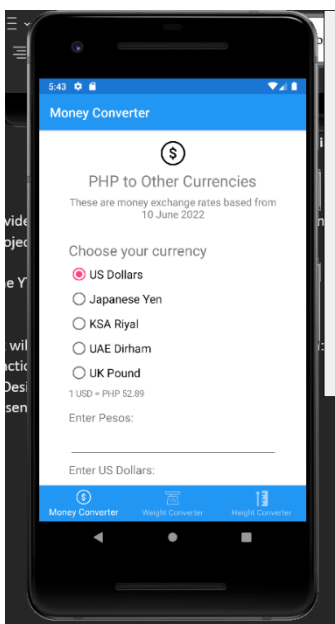 5:43
Money Converter
PHP to Other Currencies
These are money exchange rates based from
10 June 2022
Choose your currency
US Dollars
Japanese Yen
KSA Riyal
UAE Dirham
UK Pound
1 USD = PHP 52.89
Enter Pesos:
Enter US Dollars:
Money Converter
Weight Converter
Height Converter